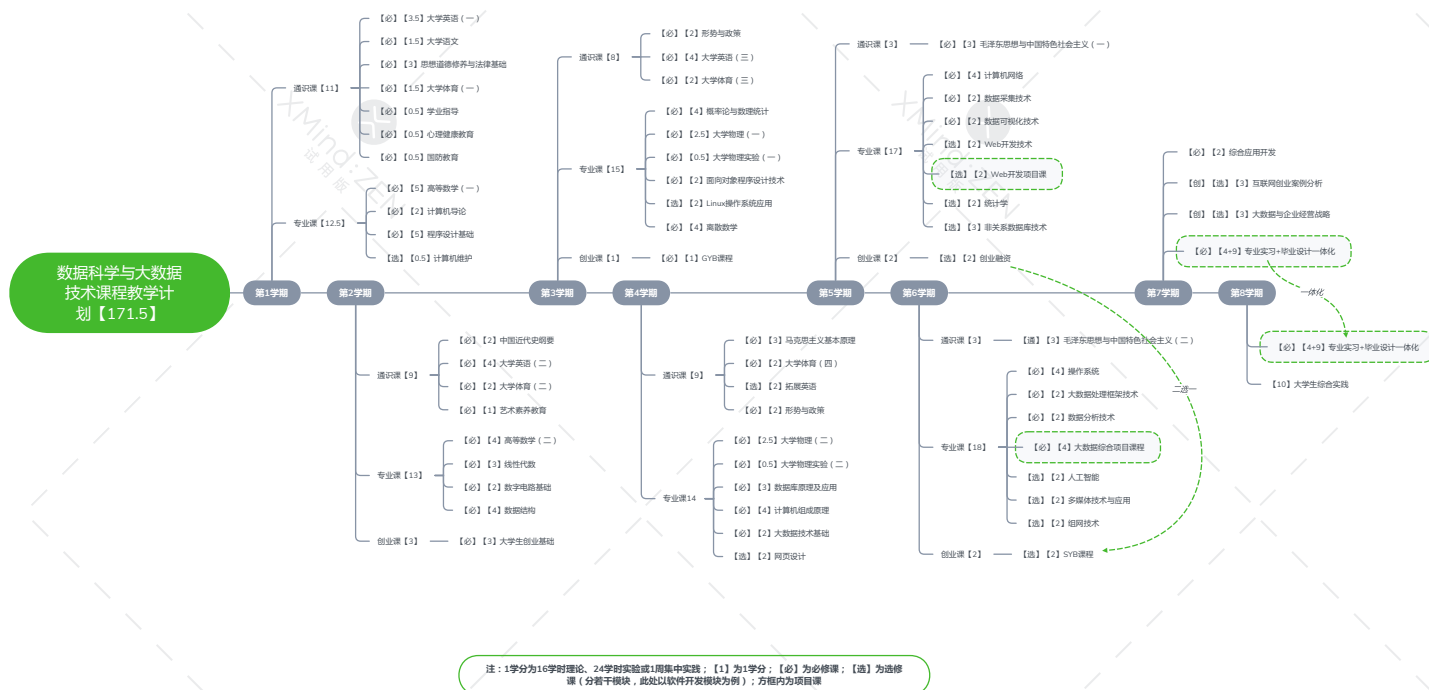 数据科学与大数据
技术课程教学计
划【171.5】
第1学期
通识课【11】
【必】【3.5】大学英语（一）
【必】【1.5】大学语文
【必】【3】思想道德修养与法律基础
【必】【1.5】大学体育（一）
【必】【0.5】学业指导
【必】【0.5】心理健康教育
【必】【0.5】国防教育
专业课【12.5】
【必】【5】高等数学（一）
【必】【2】计算机导论
【必】【5】程序设计基础
【选】【0.5】计算机维护
第2学期
通识课【9】
【必】【2】中国近代史纲要
【必】【4】大学英语（二）
【必】【2】大学体育（二）
【必】【1】艺术素养教育
专业课【13】
【必】【4】高等数学（二）
【必】【3】线性代数
【必】【2】数字电路基础
【必】【4】数据结构
创业课【3】
【必】【3】大学生创业基础
第3学期
通识课【8】
【必】【2】形势与政策
【必】【4】大学英语（三）
【必】【2】大学体育（三）
专业课【15】
【必】【4】概率论与数理统计
【必】【2.5】大学物理（一）
【必】【0.5】大学物理实验（一）
【必】【2】面向对象程序设计技术
【选】【2】Linux操作系统应用
【必】【4】离散数学
创业课【1】
【必】【1】GYB课程
第4学期
通识课【9】
【必】【3】马克思主义基本原理
【必】【2】大学体育（四）
【选】【2】拓展英语
【必】【2】形势与政策
专业课14
【必】【2.5】大学物理（二）
【必】【0.5】大学物理实验（二）
【必】【3】数据库原理及应用
【必】【4】计算机组成原理
【必】【2】大数据技术基础
【选】【2】网页设计
第5学期
通识课【3】
【必】【3】毛泽东思想与中国特色社会主义（一）
专业课【17】
【必】【4】计算机网络
【必】【2】数据采集技术
【必】【2】数据可视化技术
【选】【2】Web开发技术
【选】【2】Web开发项目课
【选】【2】统计学
【选】【3】非关系数据库技术
创业课【2】
【选】【2】创业融资
第6学期
通识课【3】
【通】【3】毛泽东思想与中国特色社会主义（二）
专业课【18】
【必】【4】操作系统
【必】【2】大数据处理框架技术
【必】【2】数据分析技术
【必】【4】大数据综合项目课程
【选】【2】人工智能
【选】【2】多媒体技术与应用
【选】【2】组网技术
创业课【2】
【选】【2】SYB课程
二选一
第7学期
【必】【2】综合应用开发
【创】【选】【3】互联网创业案例分析
【创】【选】【3】大数据与企业经营战略
【必】【4+9】专业实习+毕业设计一体化
一体化
第8学期
【必】【4+9】专业实习+毕业设计一体化
【10】大学生综合实践
注：1学分为16学时理论、24学时实验或1周集中实践；【1】为1学分；【必】为必修课；【选】为选修
课（分若干模块，此处以软件开发模块为例）；方框内为项目课
XMind:ZEN
试用版
XMind:ZEN
试用版